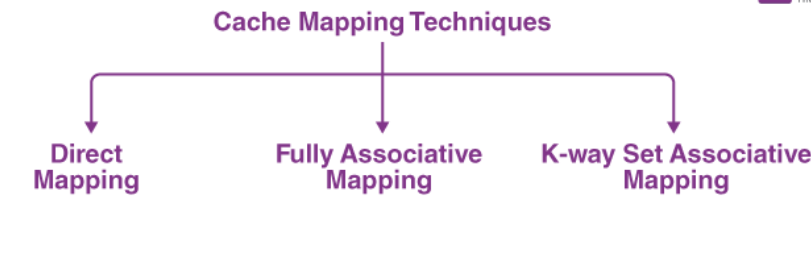 Cache Mapping Techniques
Direct
Mapping
Fully Associative
Mapping
K-way Set Associative
Mapping